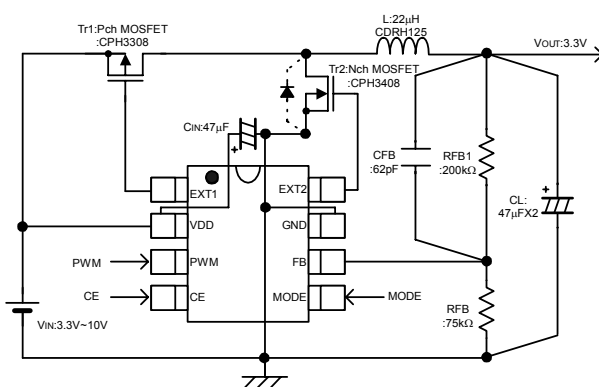 Tr1:Pch MOSFET
:CPH3308
L:22μH
CDRH125
VOUT:3.3V
Tr2:Nch MOSFET
:CPH3408
CIN:47μF
+
CFB
:62pF
RFB1
:200kΩ
+
CL:
47μFX2
EXT1
EXT2
VDD
GND
PWM
PWM
FB
CE
CE
MODE
MODE
VIN:3.3V~10V
RFB
:75kΩ